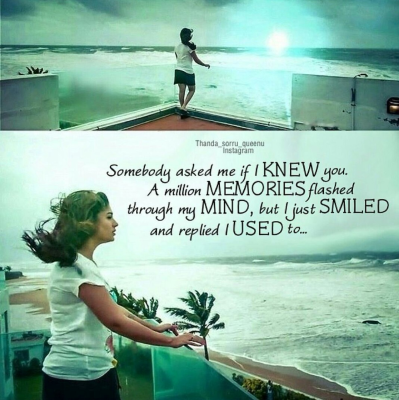 Thanda_sorru_queenu
Instagram
Somebody asked me if I KNEW you.
A million MEMORIES flashed
through my MIND, but I just SMILED
and replied I USED to...